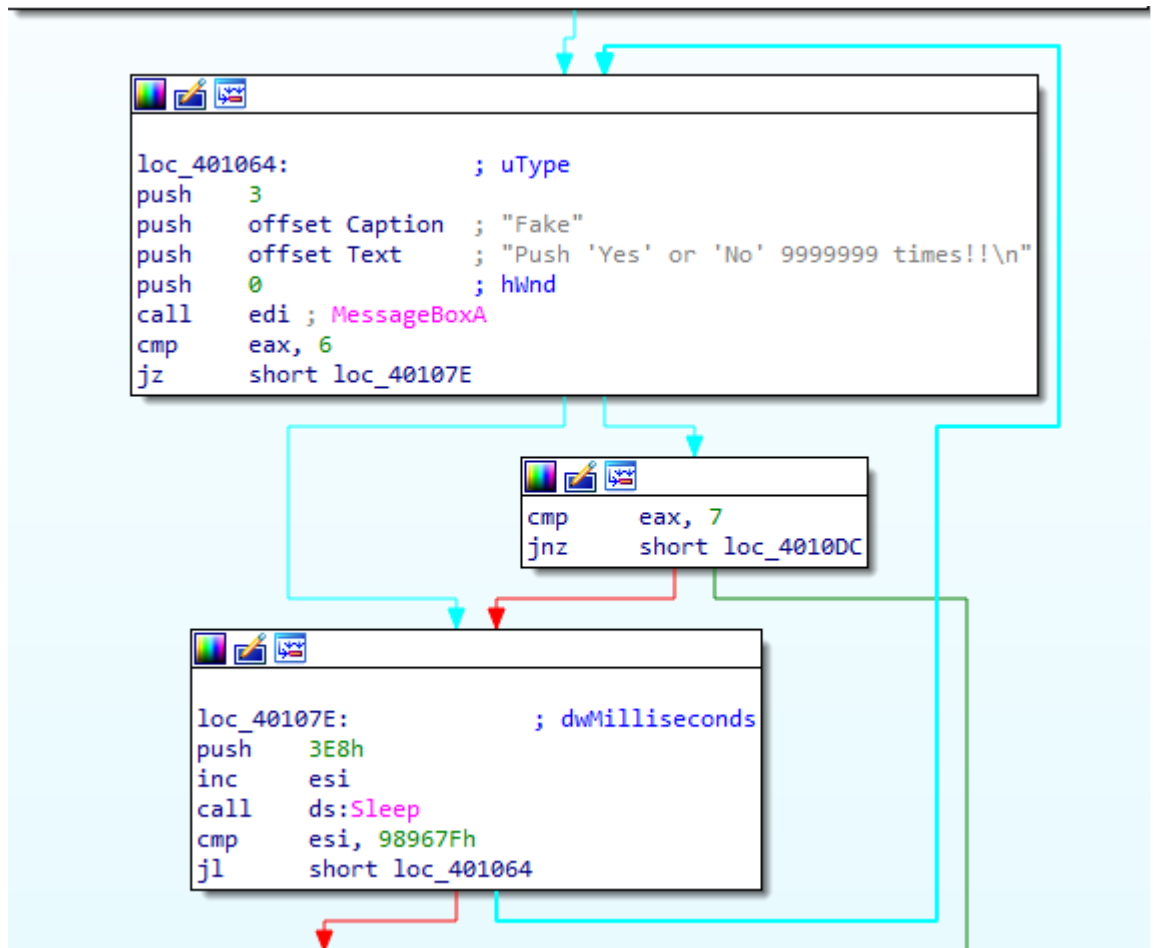 loc_401064: ; uType
push 3
push offset Caption ; "Fake"
push offset Text ; "Push 'Yes' or 'No' 9999999 times!!\n"
push 0 ; hWnd
call edi ; MessageBoxA
cmp eax, 6
jz short loc_40107E
cmp eax, 7
jnz short loc_4010DC
loc_40107E: ; dwMilliseconds
push 3E8h
inc esi
call ds:Sleep
cmp esi, 98967Fh
jl short loc_401064